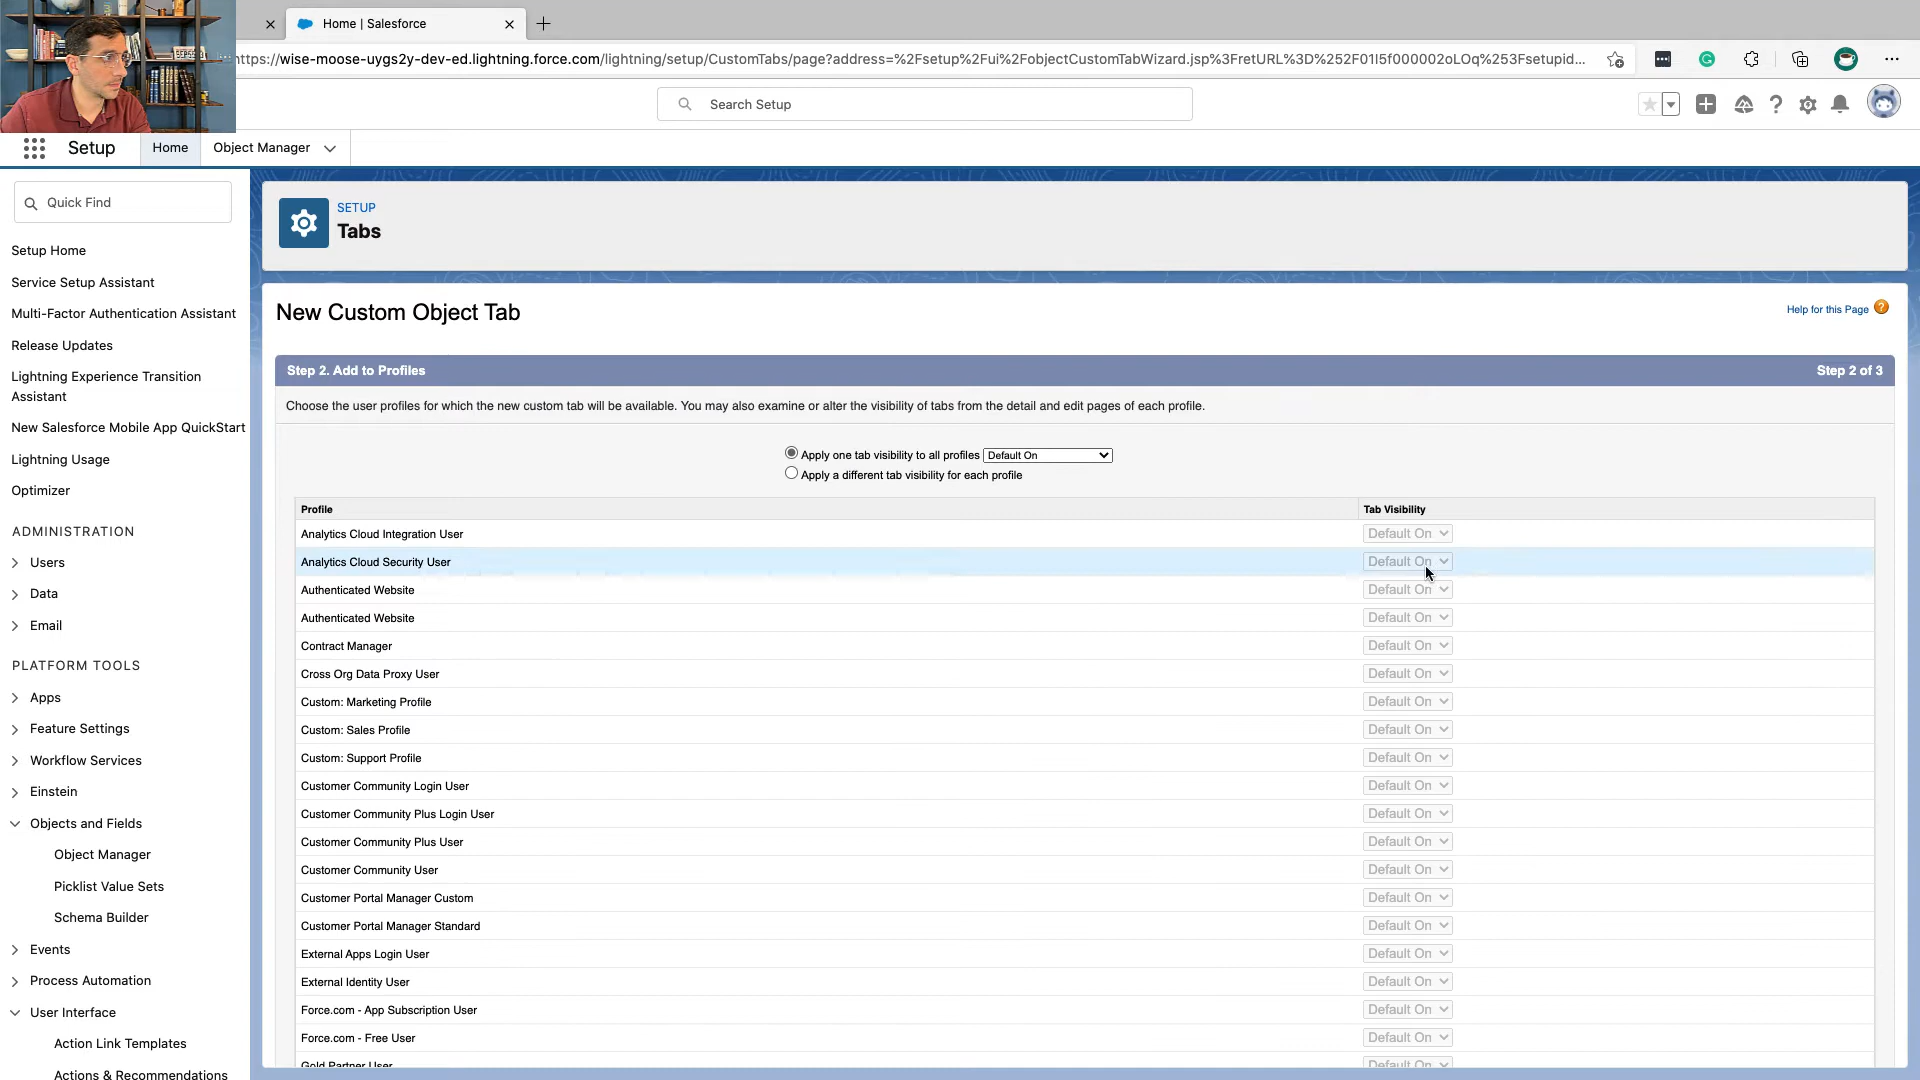 Home | Salesforce
https://wise-moose-uygs2y-dev-ed.lightning.force.com/lightning/setup/CustomTabs/page?address=%2Fsetup%2Fui%2FobjectCustomTabWizard.jsp%3FretURL%3D%252F01I5f000002oLOq%253Fsetupid...
Search Setup
Setup
Home
Object Manager
Quick Find
Setup Home
Service Setup Assistant
Multi-Factor Authentication Assistant
Release Updates
Lightning Experience Transition
Assistant
New Salesforce Mobile App QuickStart
Lightning Usage
Optimizer
ADMINISTRATION
Users
Data
Email
PLATFORM TOOLS
Apps
Feature Settings
Workflow Services
Einstein
Objects and Fields
Object Manager
Picklist Value Sets
Schema Builder
Events
Process Automation
User Interface
Action Link Templates
Actions & Recommendations
SETUP
Tabs
New Custom Object Tab
Help for this Page ?
Step 2. Add to Profiles
Step 2 of 3
Choose the user profiles for which the new custom tab will be available. You may also examine or alter the visibility of tabs from the detail and edit pages of each profile.
Apply one tab visibility to all profiles Default On
Apply a different tab visibility for each profile
Profile Tab Visibility
Analytics Cloud Integration User Default On
Analytics Cloud Security User Default On
Authenticated Website Default On
Authenticated Website Default On
Contract Manager Default On
Cross Org Data Proxy User Default On
Custom: Marketing Profile Default On
Custom: Sales Profile Default On
Custom: Support Profile Default On
Customer Community Login User Default On
Customer Community Plus Login User Default On
Customer Community Plus User Default On
Customer Community User Default On
Customer Portal Manager Custom Default On
Customer Portal Manager Standard Default On
External Apps Login User Default On
External Identity User Default On
Force.com - App Subscription User Default On
Force.com - Free User Default On
Gold Partner User Default On